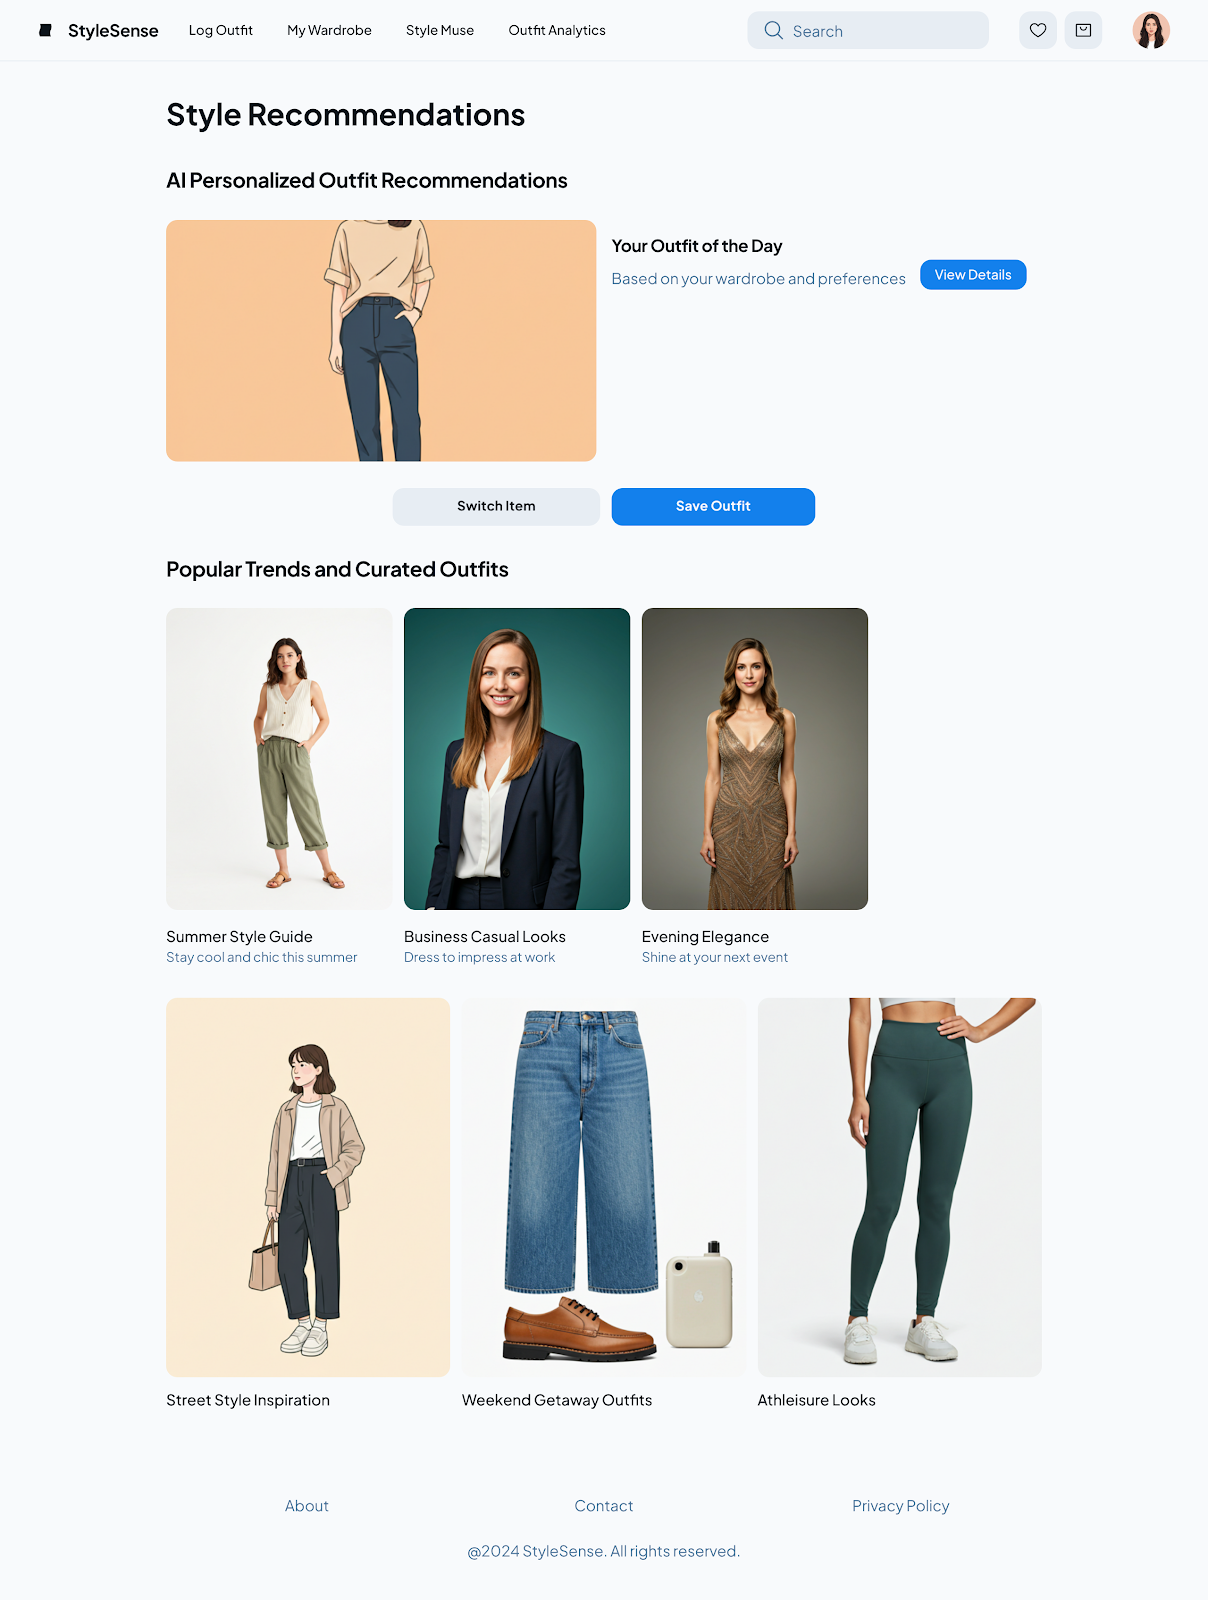 StyleSense
Log Outfit
My Wardrobe
Style Muse
Outfit Analytics
Search
Style Recommendations
AI Personalized Outfit Recommendations
Your Outfit of the Day
Based on your wardrobe and preferences
View Details
Switch Item
Save Outfit
Popular Trends and Curated Outfits
Summer Style Guide
Stay cool and chic this summer
Business Casual Looks
Dress to impress at work
Evening Elegance
Shine at your next event
Street Style Inspiration
Weekend Getaway Outfits
Athleisure Looks
About
Contact
Privacy Policy
@2024 StyleSense. All rights reserved.